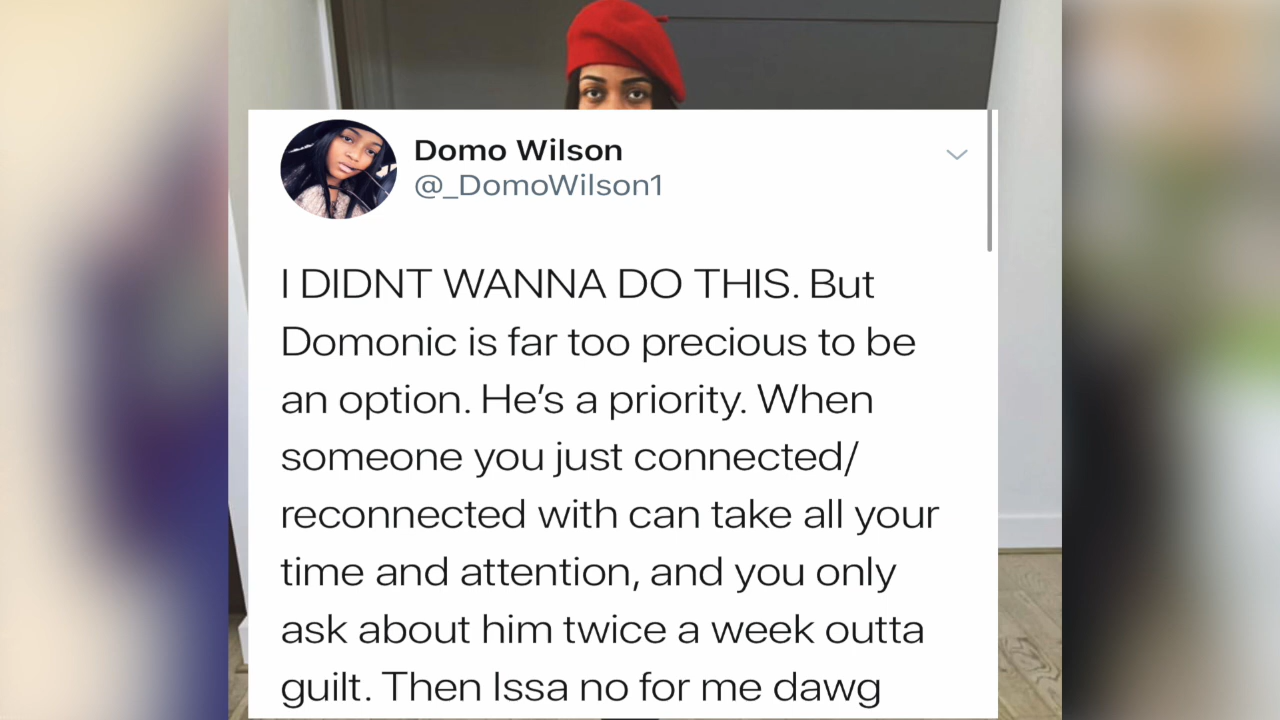 Domo Wilson
@_DomoWilson1
I DIDNT WANNA DO THIS. But
Domonic is far too precious to be
an option. He’s a priority. When
someone you just connected/
reconnected with can take all your
time and attention, and you only
ask about him twice a week outta
guilt. Then Issa no for me dawg